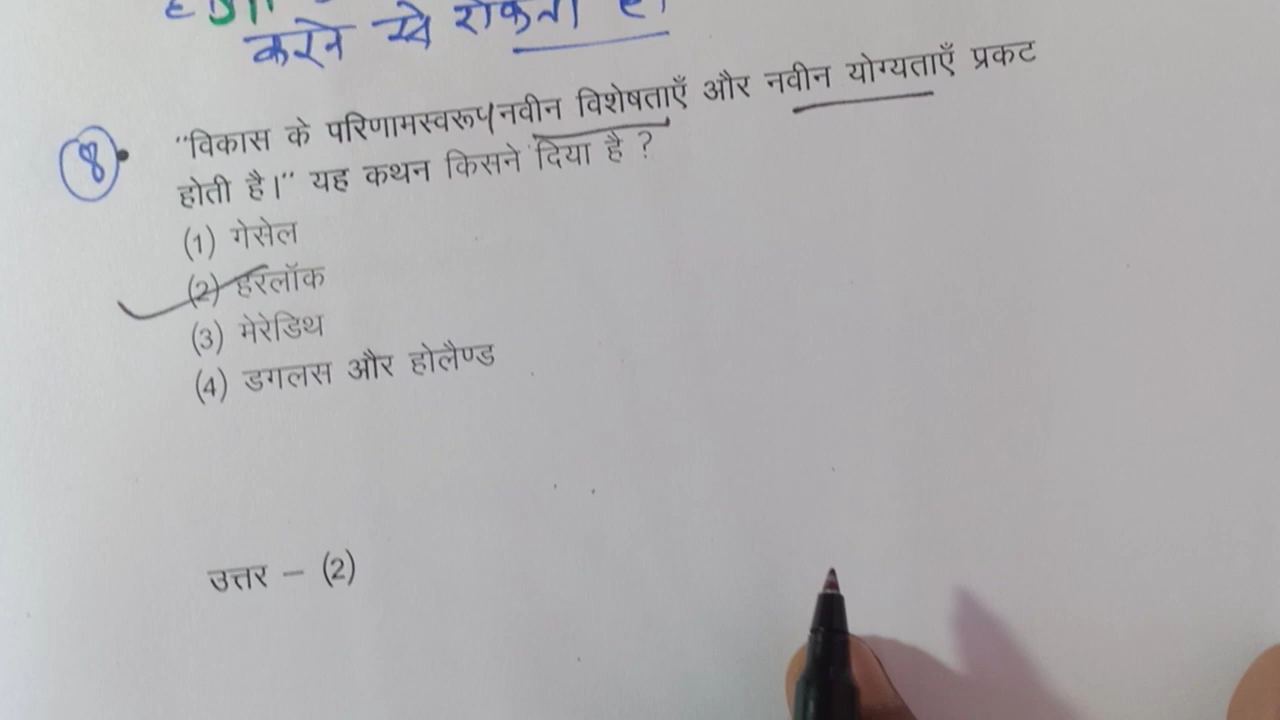 करने से रोकता है।
8
"विकास के परिणामस्वरूप नवीन विशेषताएँ और नवीन योग्यताएँ प्रकट
होती है।" यह कथन किसने दिया है ?
(1) गेसेल
(2) हरलॉक
(3) मेरेडिथ
(4) डगलस और होलैण्ड
उत्तर – (2)